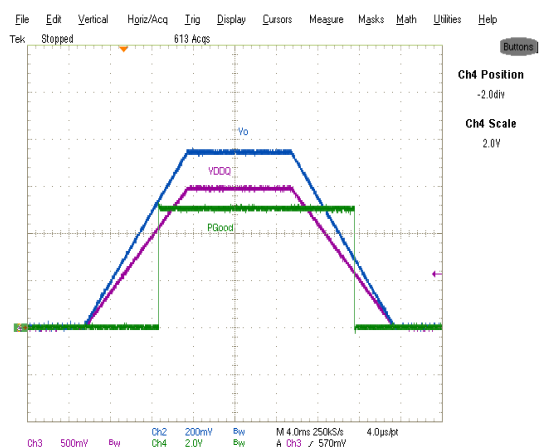 File Edit Vertical Horiz/Acq Trig Display Cursors Measure Masks Math Utilities Help
Tek Stopped 613 Acqs
Buttons
Ch4 Position
-2.0div
Ch4 Scale
2.0V
Vo
VDDQ
PGood
Ch2 200mV Bw M 4.0ms 250kS/s 4.0µs/pt
Ch3 500mV Bw Ch4 2.0V Bw A Ch3 ∕ 570mV